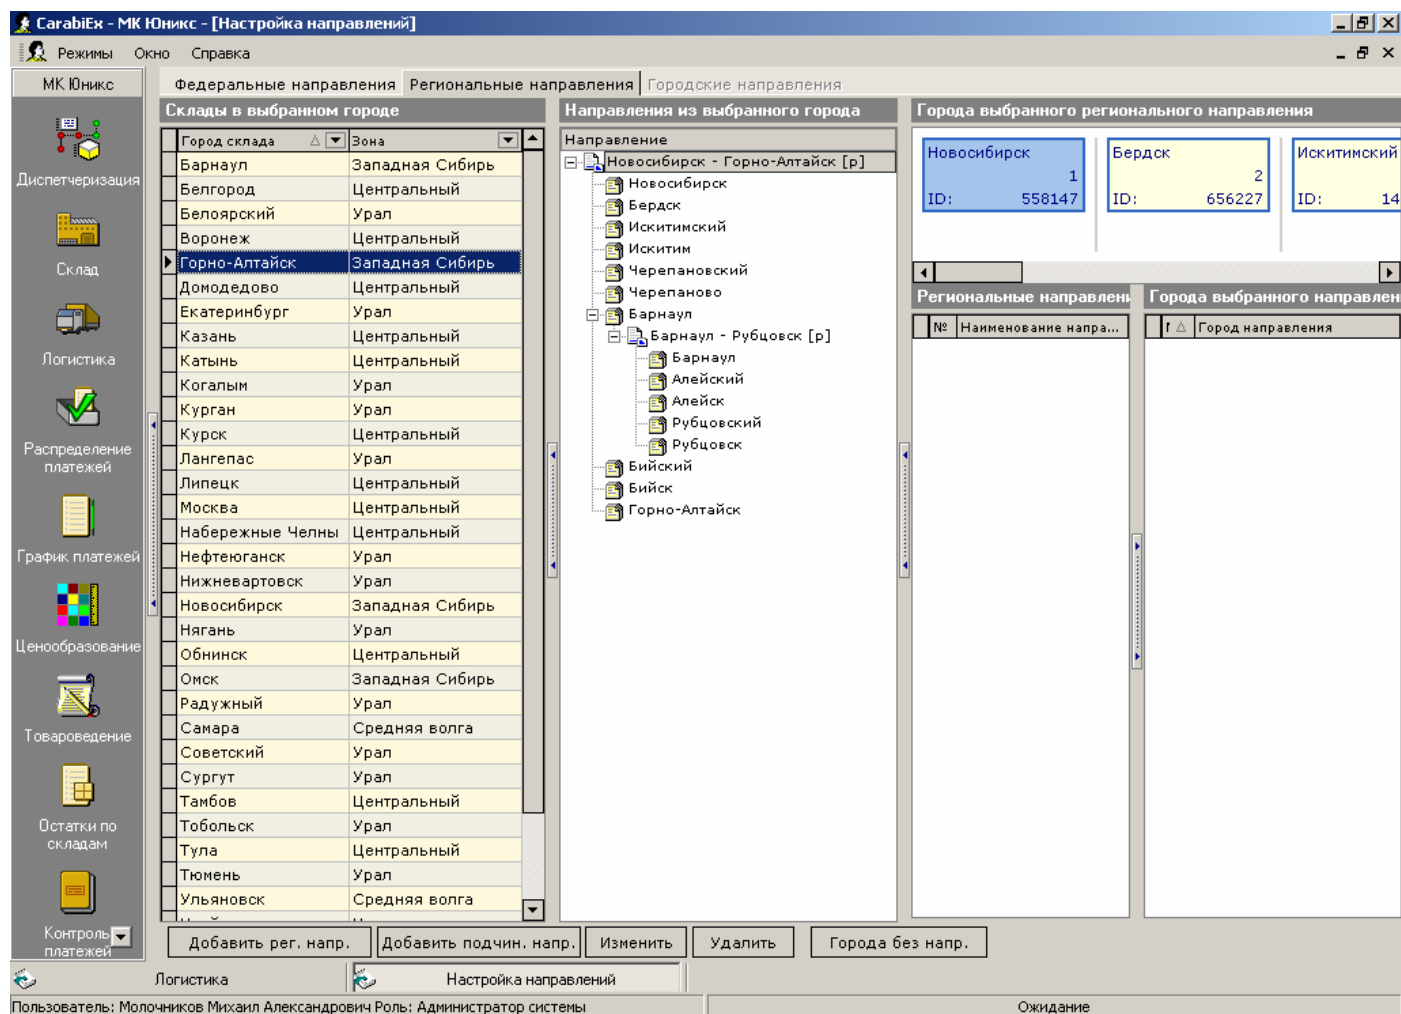 CarabiEx - МК Юникс - [Настройка направлений]
Режимы Окно Справка
МК Юникс
Диспетчеризация
Склад
Логистика
Распределение
платежей
График платежей
Ценообразование
Товароведение
Остатки по
складам
Контроль
платежей
Федеральные направления Региональные направления Городские направления
Склады в выбранном городе
Город склада Зона
Барнаул Западная Сибирь
Белгород Центральный
Белоярский Урал
Воронеж Центральный
Горно-Алтайск Западная Сибирь
Домодедово Центральный
Екатеринбург Урал
Казань Центральный
Катынь Центральный
Когалым Урал
Курган Урал
Курск Центральный
Лангепас Урал
Липецк Центральный
Москва Центральный
Набережные Челны Центральный
Нефтеюганск Урал
Нижневартовск Урал
Новосибирск Западная Сибирь
Нягань Урал
Обнинск Центральный
Омск Западная Сибирь
Радужный Урал
Самара Средняя волга
Советский Урал
Сургут Урал
Тамбов Центральный
Тобольск Урал
Тула Центральный
Тюмень Урал
Ульяновск Средняя волга
Направления из выбранного города
Направление
Новосибирск - Горно-Алтайск [р]
Новосибирск
Бердск
Искитимский
Искитим
Черепановский
Черепаново
Барнаул
Барнаул - Рубцовск [р]
Барнаул
Алейский
Алейск
Рубцовский
Рубцовск
Бийский
Бийск
Горно-Алтайск
Города выбранного регионального направления
Новосибирск
1
ID: 558147
Бердск
2
ID: 656227
Искитимский
ID: 14
Региональные направлен
№ Наименование напра...
Города выбранного направлен
Город направления
Добавить рег. напр. Добавить подчин. напр. Изменить Удалить Города без напр.
Логистика Настройка направлений
Пользователь: Молочников Михаил Александрович Роль: Администратор системы Ожидание